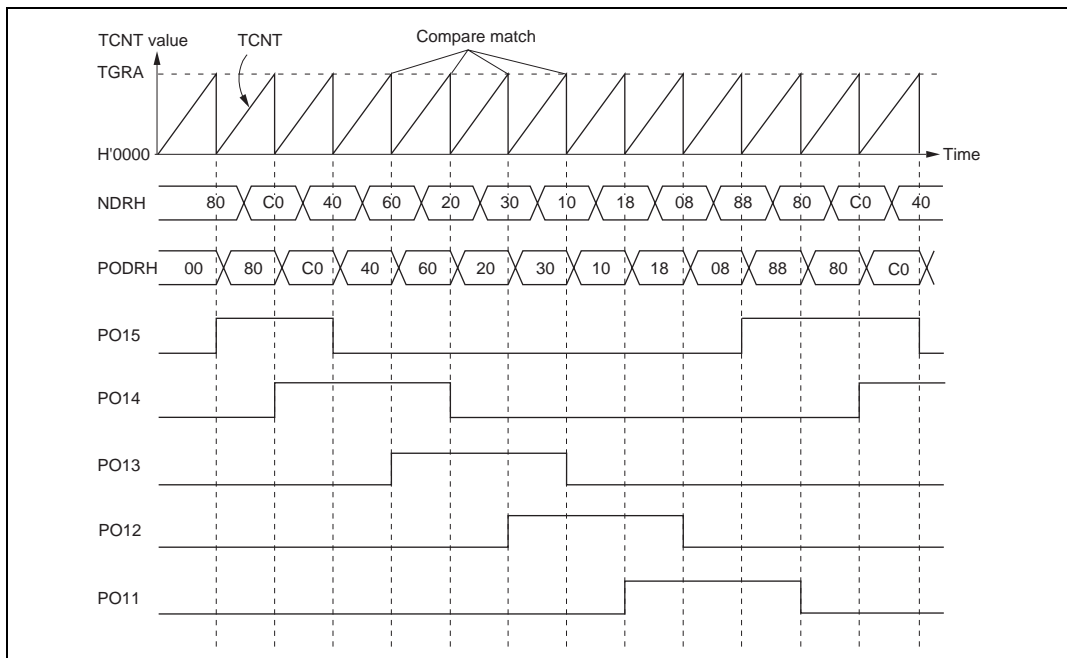 TCNT value TCNT Compare match
TGRA
H'0000 Time
NDRH 80 C0 40 60 20 30 10 18 08 88 80 C0 40
PODRH 00 80 C0 40 60 20 30 10 18 08 88 80 C0
PO15
PO14
PO13
PO12
PO11